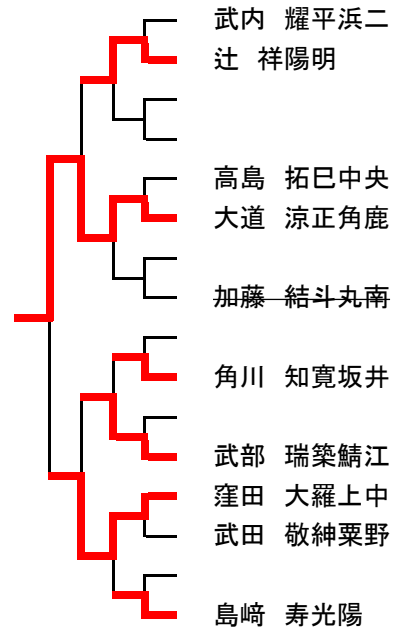 武内 耀平浜二
辻 祥陽明
高島 拓巳中央
大道 涼正角鹿
加藤 結斗丸南
角川 知寛坂井
武部 瑞築鯖江
窪田 大羅上中
武田 敬紳粟野
島﨑 寿光陽